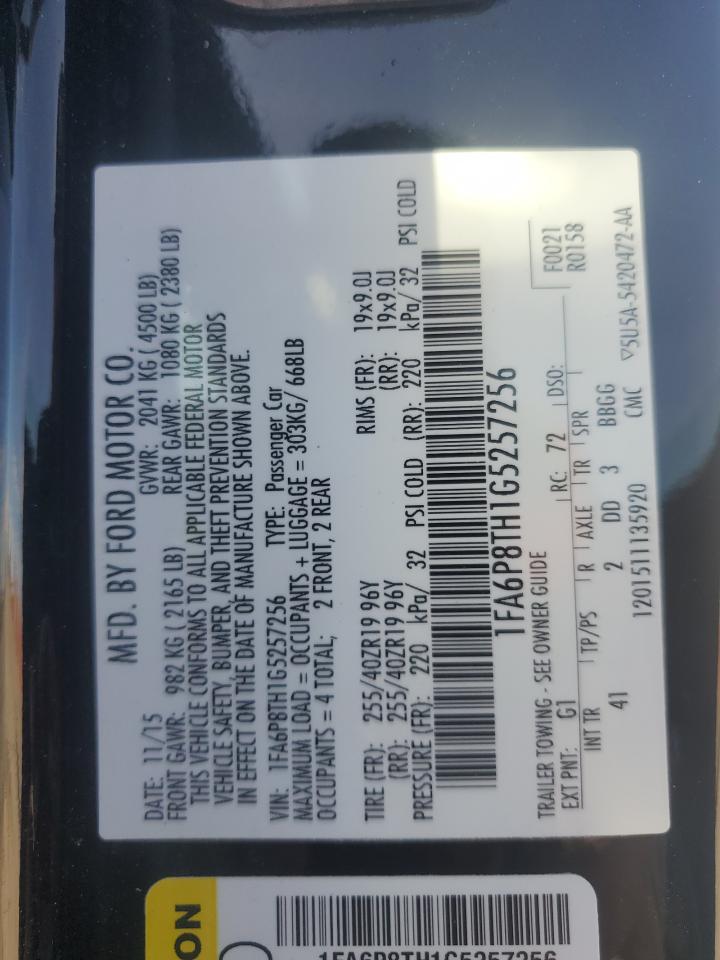 MFD. BY FORD MOTOR CO.
DATE: 11/15 GVWR: 2041 KG ( 4500 LB)
FRONT GAWR: 982 KG ( 2165 LB) REAR GAWR: 1080 KG ( 2380 LB)
THIS VEHICLE CONFORMS TO ALL APPLICABLE FEDERAL MOTOR
VEHICLE SAFETY, BUMPER, AND THEFT PREVENTION STANDARDS
IN EFFECT ON THE DATE OF MANUFACTURE SHOWN ABOVE.
VIN: 1FA6P8TH1G5257256 TYPE: Passenger Car
MAXIMUM LOAD = OCCUPANTS + LUGGAGE = 303KG/ 668LB
OCCUPANTS = 4 TOTAL; 2 FRONT, 2 REAR
TIRE (FR): 255/40ZR19 96Y RIMS (FR): 19x9.0J
(RR): 255/40ZR19 96Y (RR): 19x9.0J
PRESSURE (FR): 220 kPa/ 32 PSI COLD (RR): 220 kPa/ 32 PSI COLD
1FA6P8TH1G5257256
TRAILER TOWING - SEE OWNER GUIDE F0021
EXT PNT: G1 RC: 72 DSO: R0158
INT TR TP/PS R AXLE TR SPR
41 2 DD 3 BBGG
1201511135920 CMC ▽5U5A-5420472-AA
ON
1FA6P8TH1G5257256